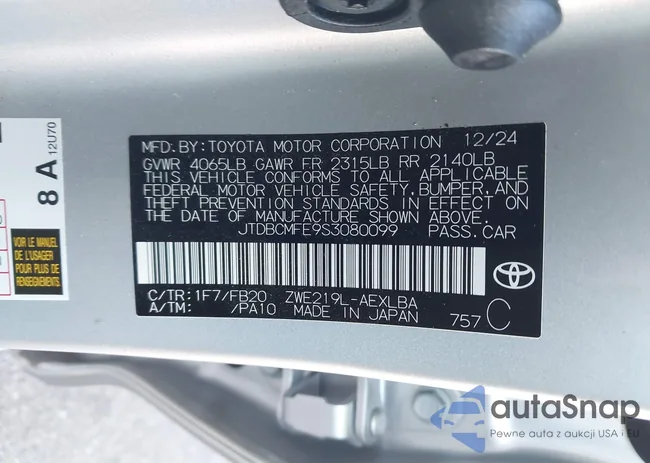 MFD.BY:TOYOTA MOTOR CORPORATION 12/24
GVWR 4065LB GAWR FR 2315LB RR 2140LB
THIS VEHICLE CONFORMS TO ALL APPLICABLE
FEDERAL MOTOR VEHICLE SAFETY, BUMPER, AND
THEFT PREVENTION STANDARDS IN EFFECT ON
THE DATE OF MANUFACTURE SHOWN ABOVE.
JTDBCMFE9S3080099 PASS.CAR
C/TR: 1F7/FB20 ZWE219L-AEXLBA
A/TM: /PA10 MADE IN JAPAN 757 C
8 A 12U70
VOIR LE MANUEL
DE L'USAGER
POUR PLUS DE
RENSEIGNEMENTS
autaSnap
Pewne auta z aukcji USA i EU